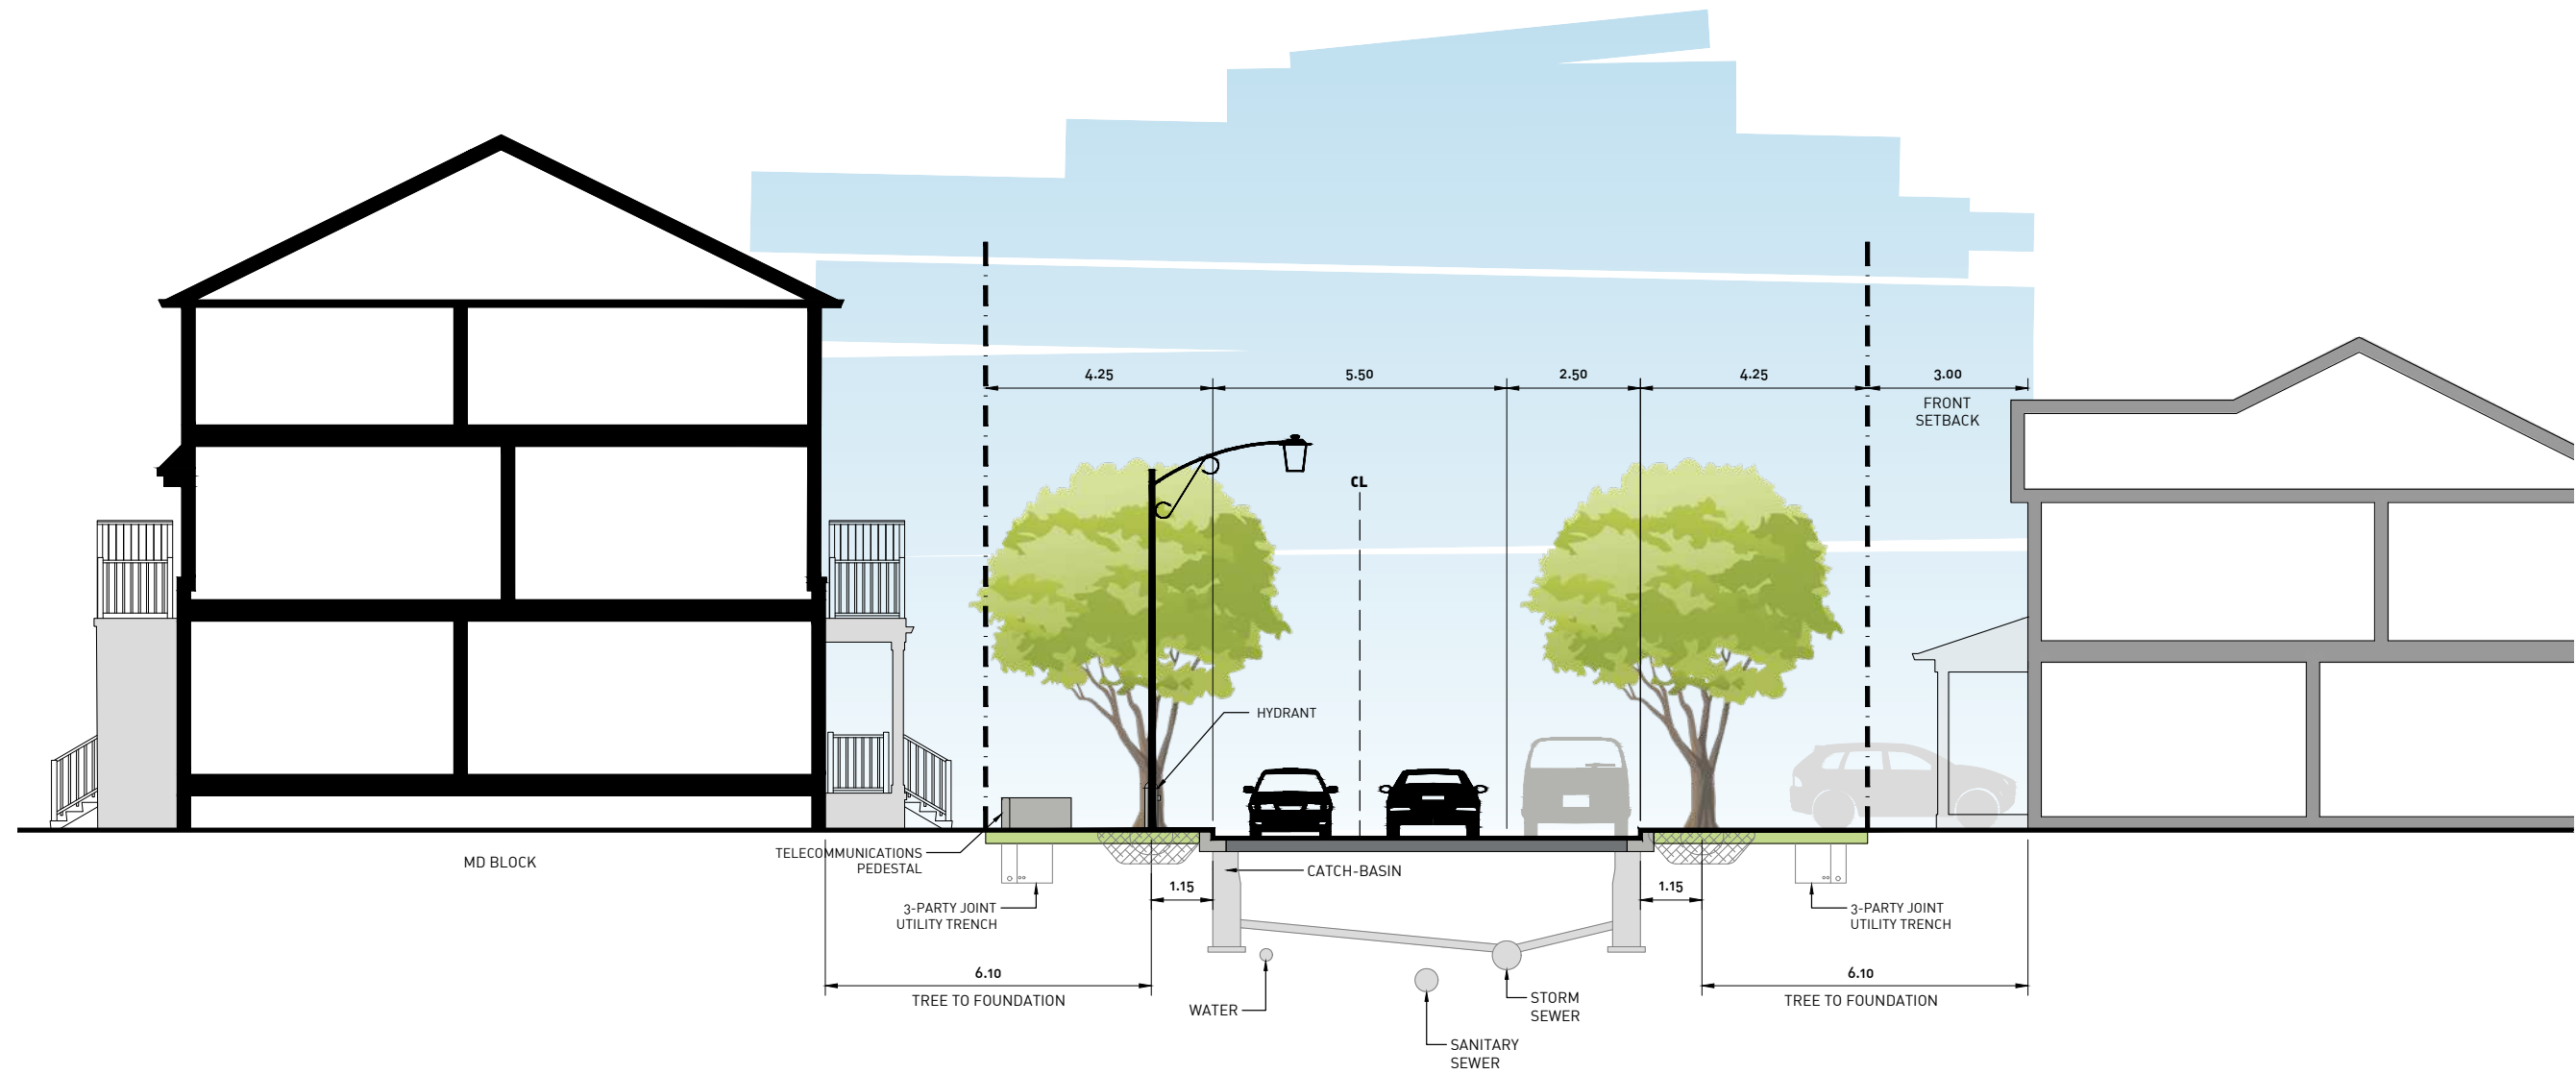 4.25
5.50
2.50
4.25
3.00
FRONT
SETBACK
CL
HYDRANT
TELECOMMUNICATIONS
PEDESTAL
MD BLOCK
CATCH-BASIN
1.15
1.15
3-PARTY JOINT
UTILITY TRENCH
3-PARTY JOINT
UTILITY TRENCH
6.10
TREE TO FOUNDATION
6.10
TREE TO FOUNDATION
WATER
STORM
SEWER
SANITARY
SEWER